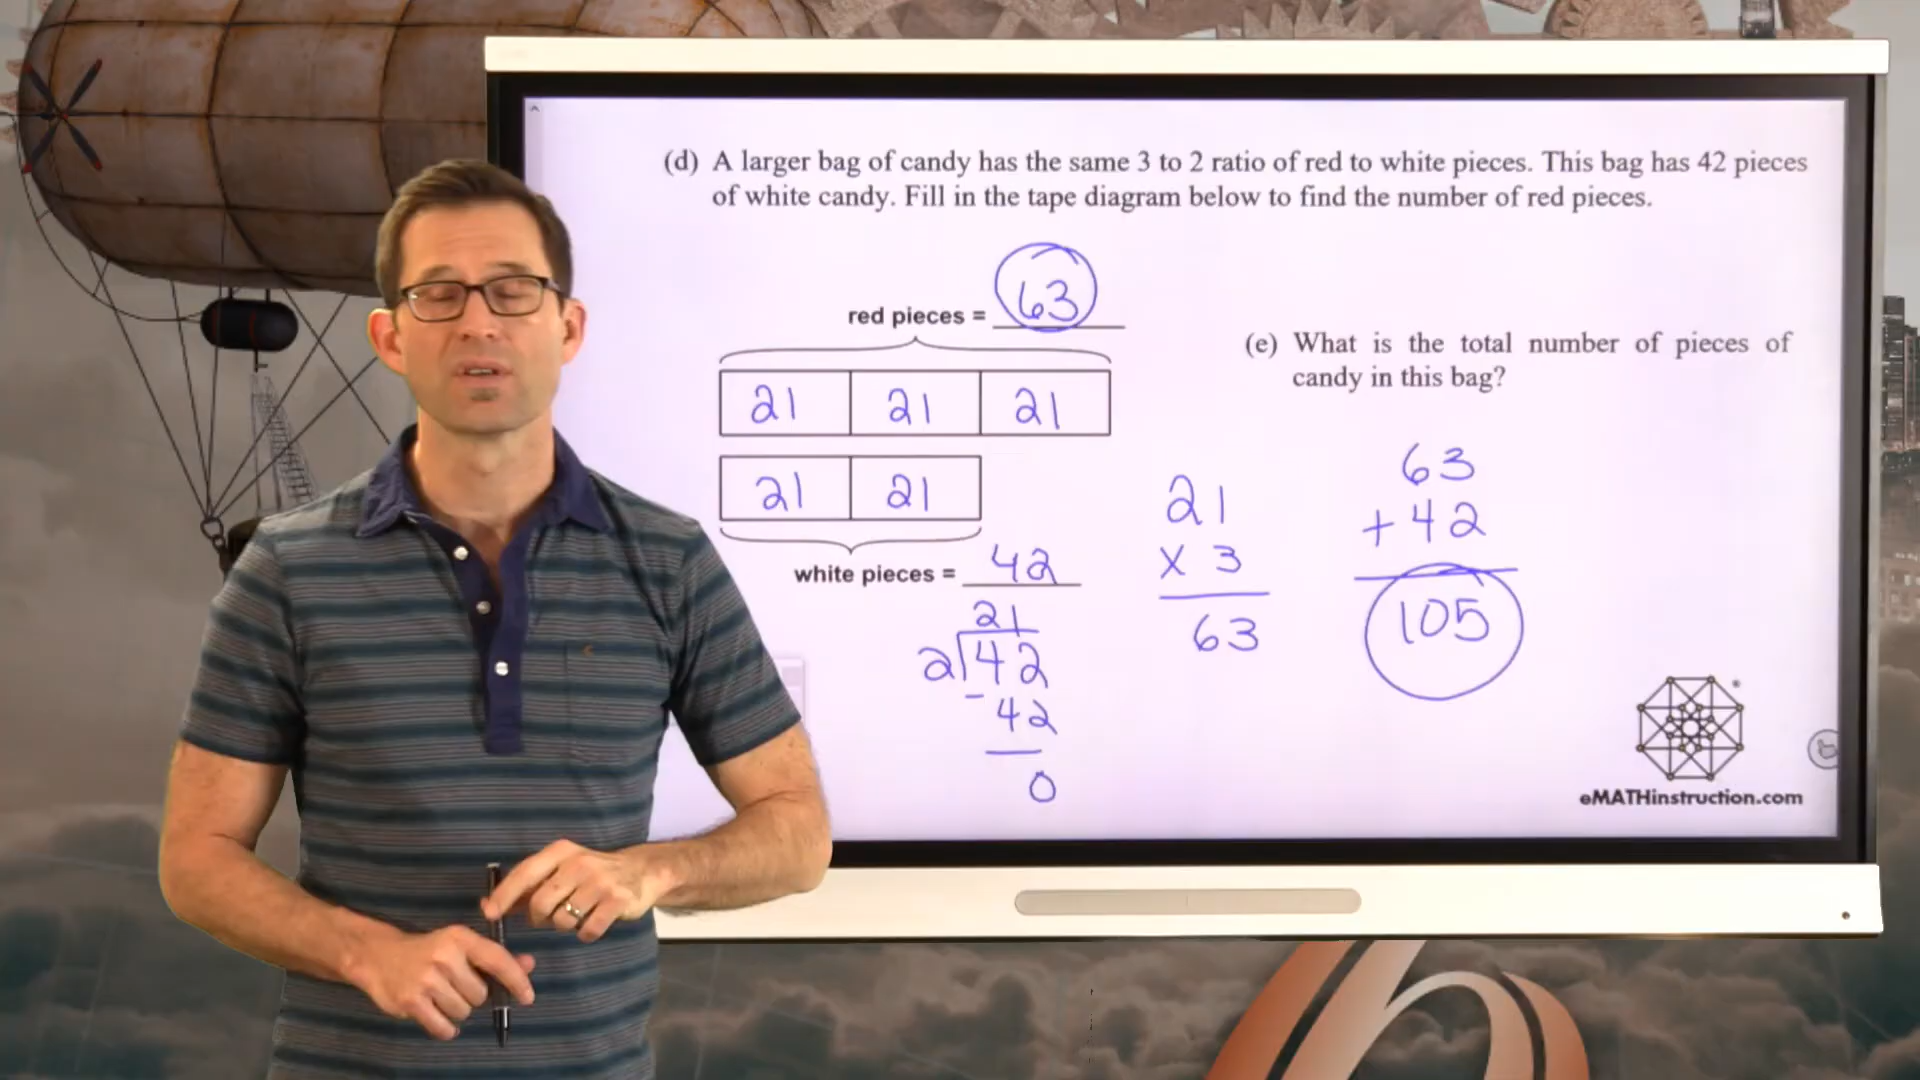 (d) A larger bag of candy has the same 3 to 2 ratio of red to white pieces. This bag has 42 pieces
of white candy. Fill in the tape diagram below to find the number of red pieces.
red pieces = 63
21 21 21
21 21
white pieces = 42
21
2 42
- 42
0
21
x 3
63
(e) What is the total number of pieces of
candy in this bag?
63
+ 42
105
eMATHinstruction.com